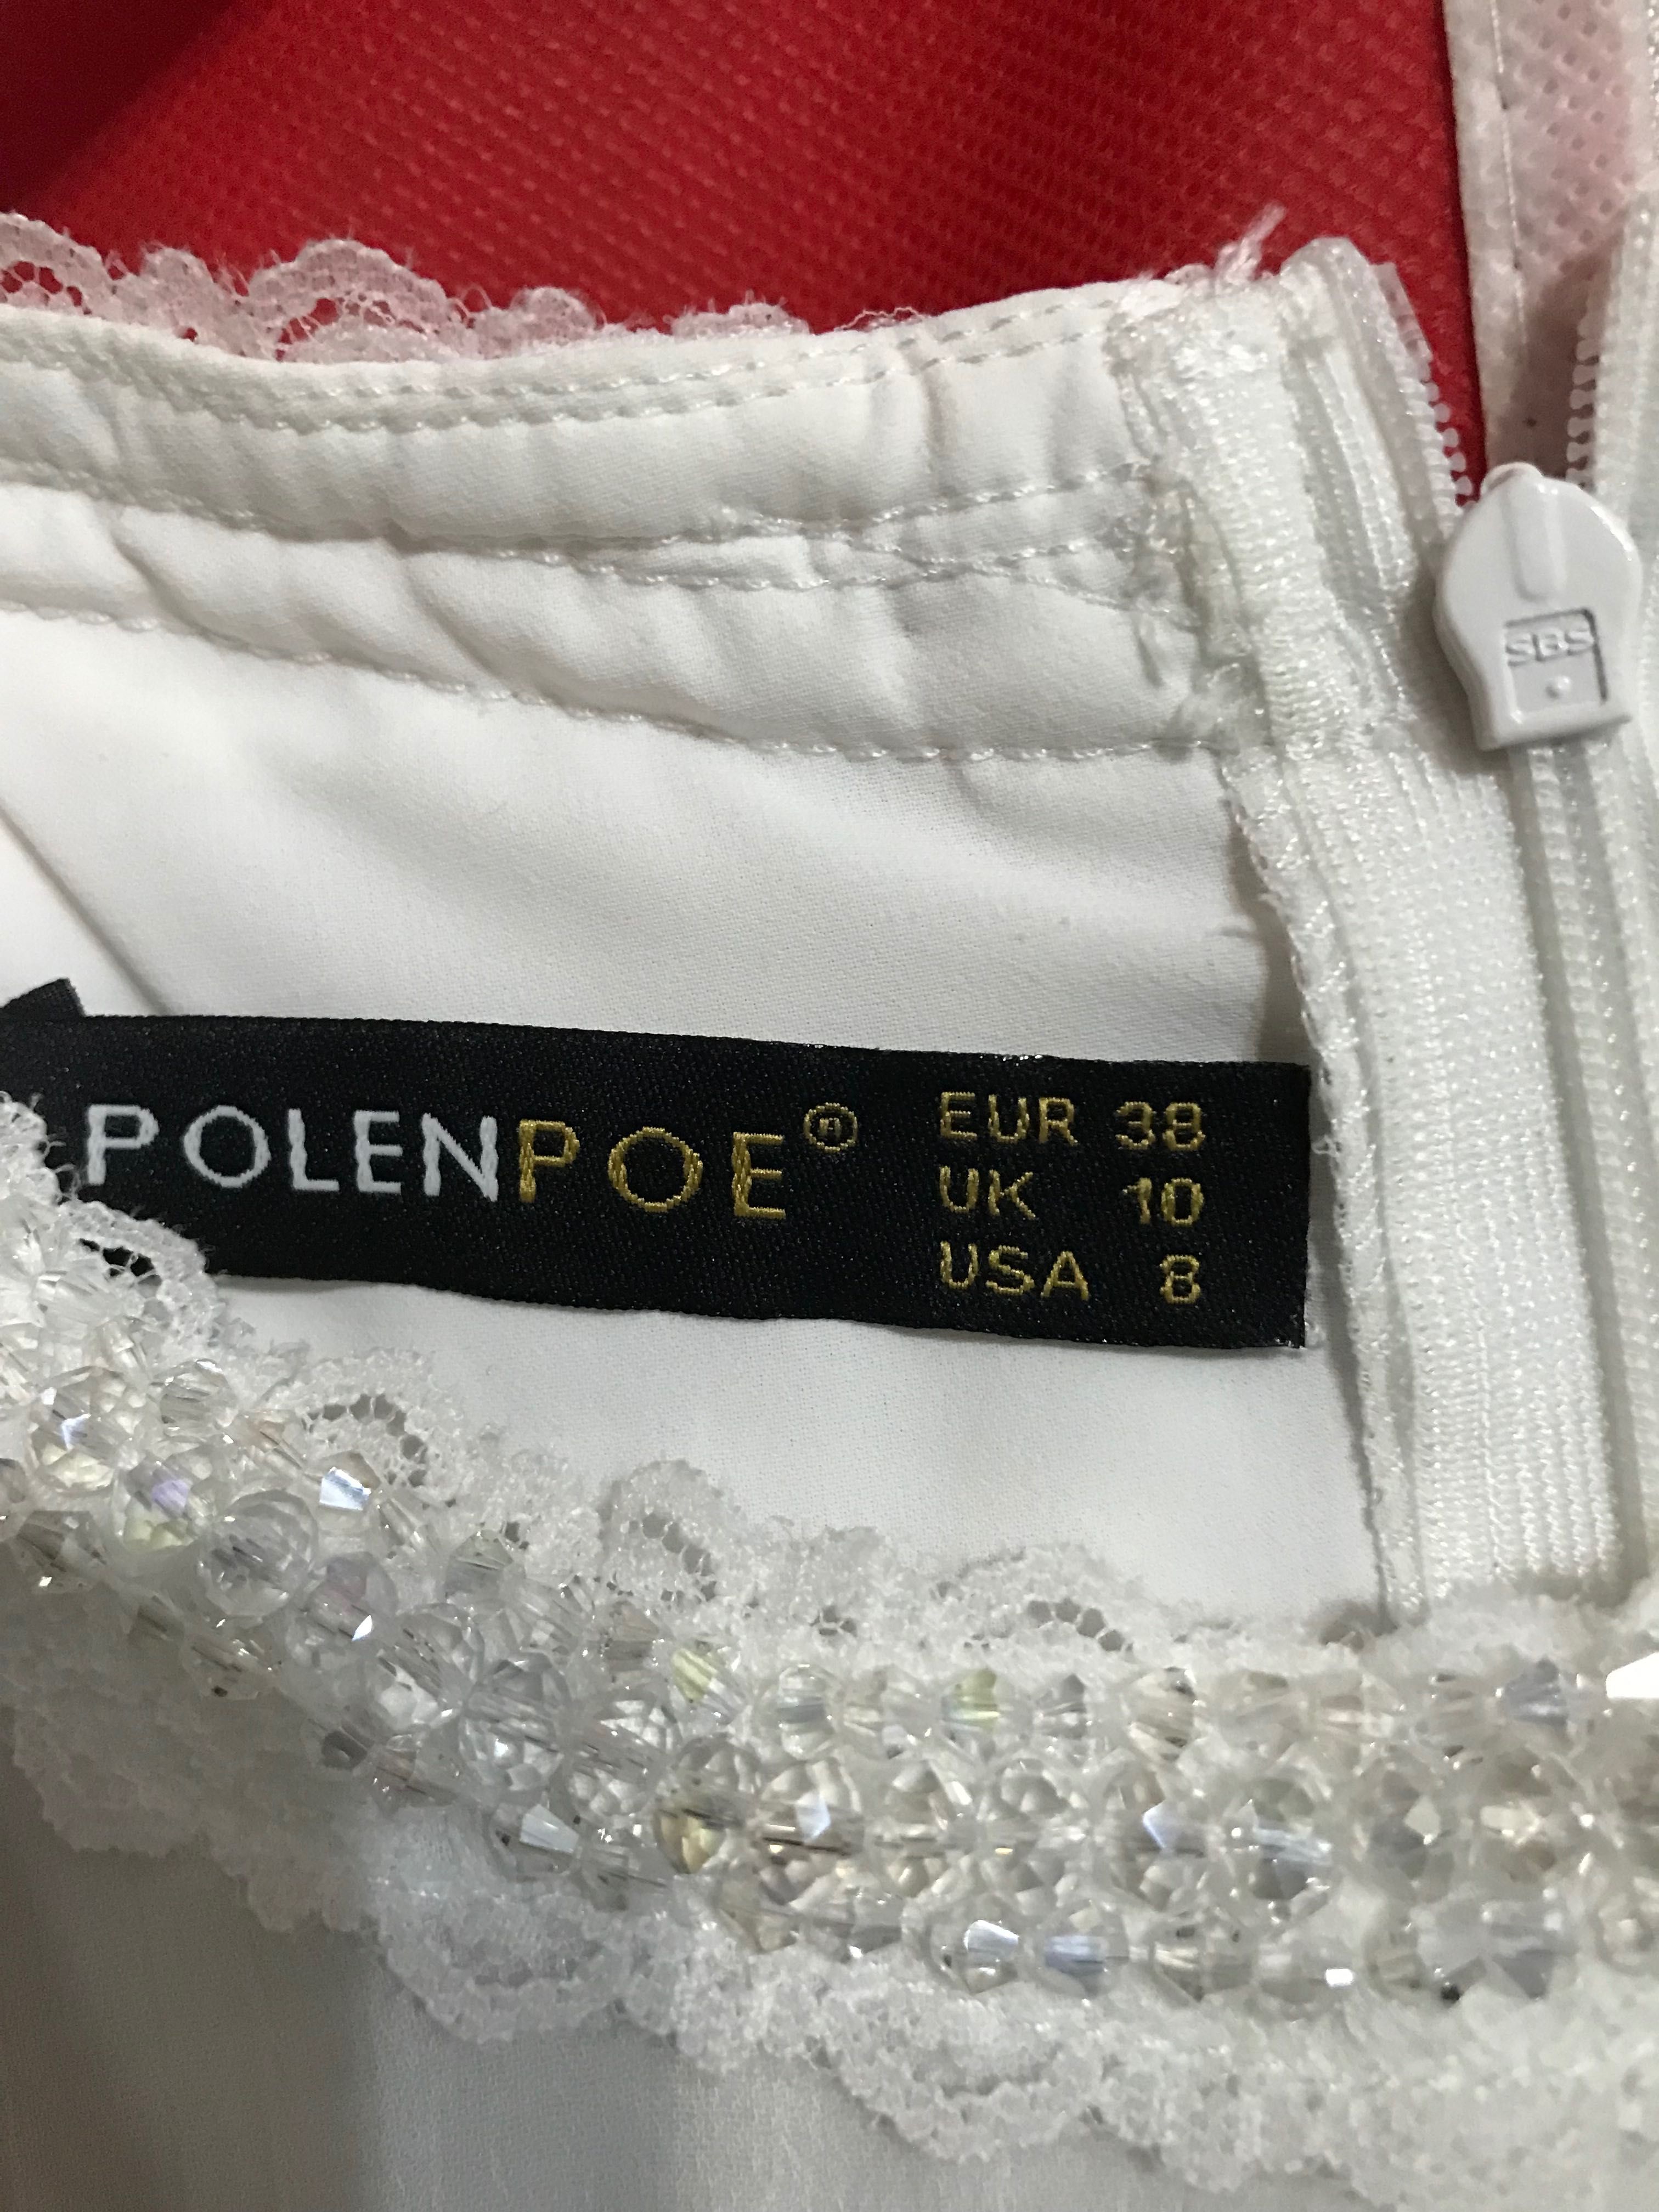 SBS
POLENPOE®
EUR 38
UK 10
USA 8